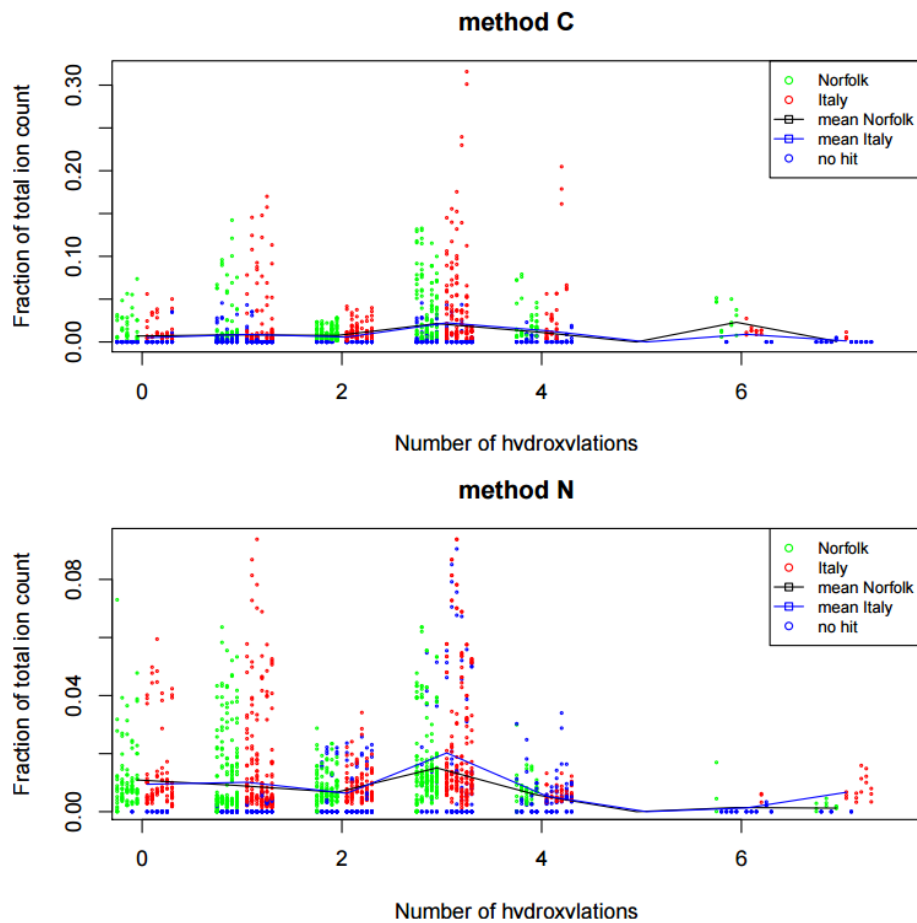 method C
Fraction of total ion count
0.00
0.10
0.20
0.30
Norfolk
Italy
mean Norfolk
mean Italy
no hit
0 2 4 6
Number of hydroxylations
method N
Fraction of total ion count
0.00
0.04
0.08
Norfolk
Italy
mean Norfolk
mean Italy
no hit
0 2 4 6
Number of hydroxylations